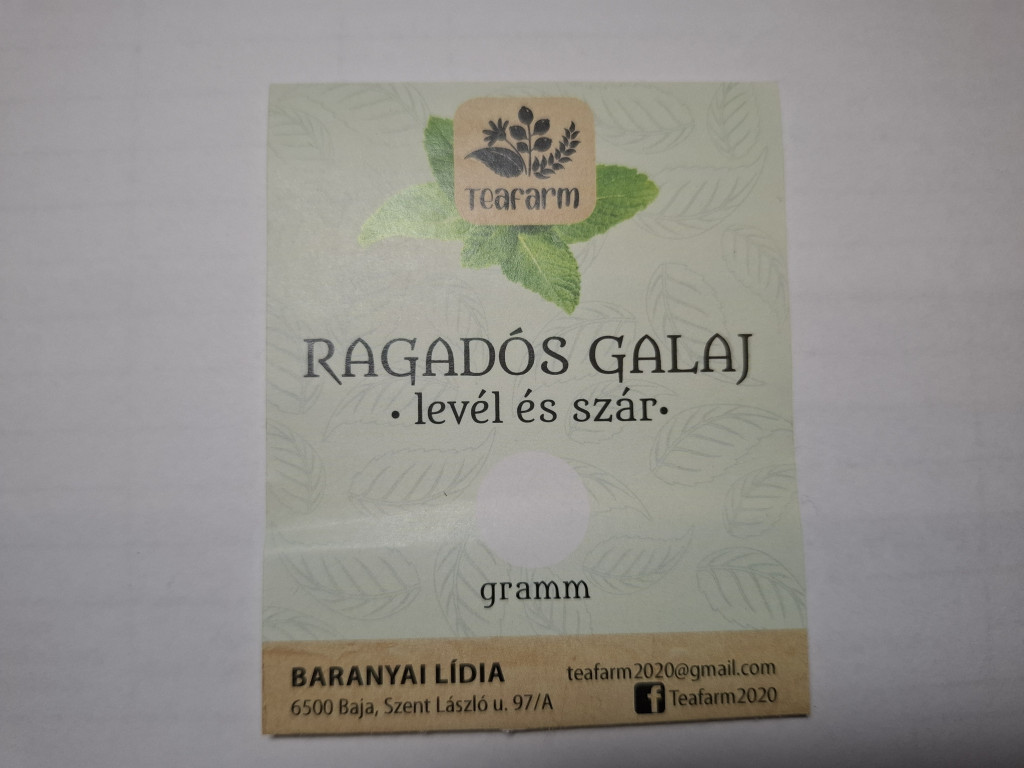 Teafarm
RAGADÓS GALAJ
• levél és szár•
gramm
BARANYAI LÍDIA
6500 Baja, Szent László u. 97/A
teafarm2020@gmail.com
f Teafarm2020